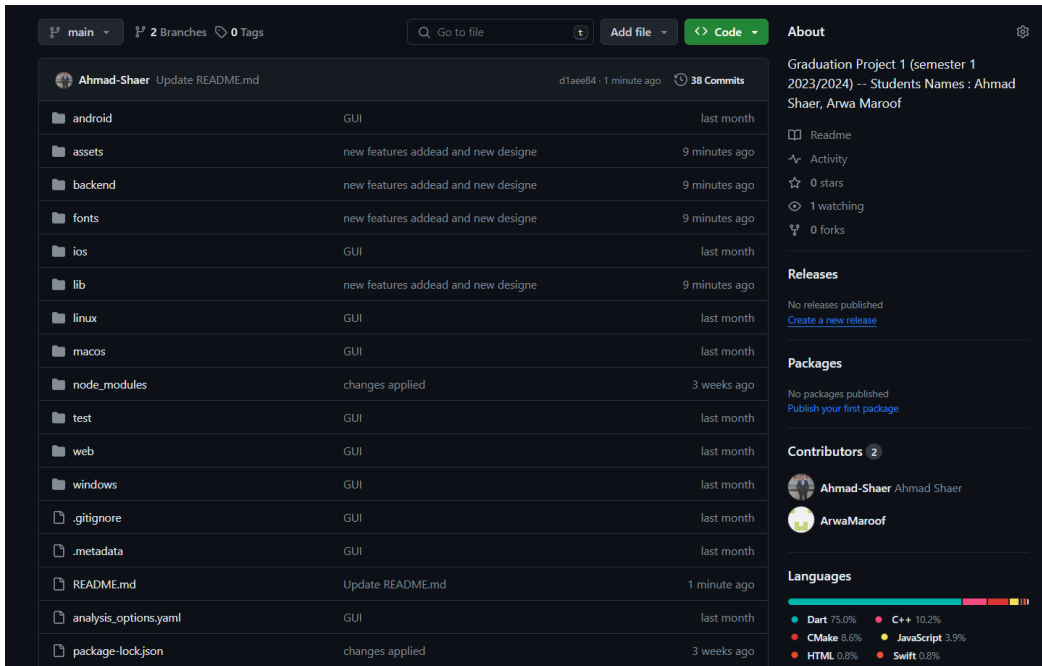 main
2 Branches
0 Tags
Go to file
t
Add file
Code
Ahmad-Shaer Update README.md d1aee84 · 1 minute ago 38 Commits
android GUI last month
assets new features addead and new designe 9 minutes ago
backend new features addead and new designe 9 minutes ago
fonts new features addead and new designe 9 minutes ago
ios GUI last month
lib new features addead and new designe 9 minutes ago
linux GUI last month
macos GUI last month
node_modules changes applied 3 weeks ago
test GUI last month
web GUI last month
windows GUI last month
.gitignore GUI last month
.metadata GUI last month
README.md Update README.md 1 minute ago
analysis_options.yaml GUI last month
package-lock.json changes applied 3 weeks ago
About
Graduation Project 1 (semester 1
2023/2024) -- Students Names : Ahmad
Shaer, Arwa Maroof
Readme
Activity
0 stars
1 watching
0 forks
Releases
No releases published
Create a new release
Packages
No packages published
Publish your first package
Contributors 2
Ahmad-Shaer Ahmad Shaer
ArwaMaroof
Languages
Dart 75.0% C++ 10.2%
CMake 8.6% JavaScript 3.9%
HTML 0.8% Swift 0.8%